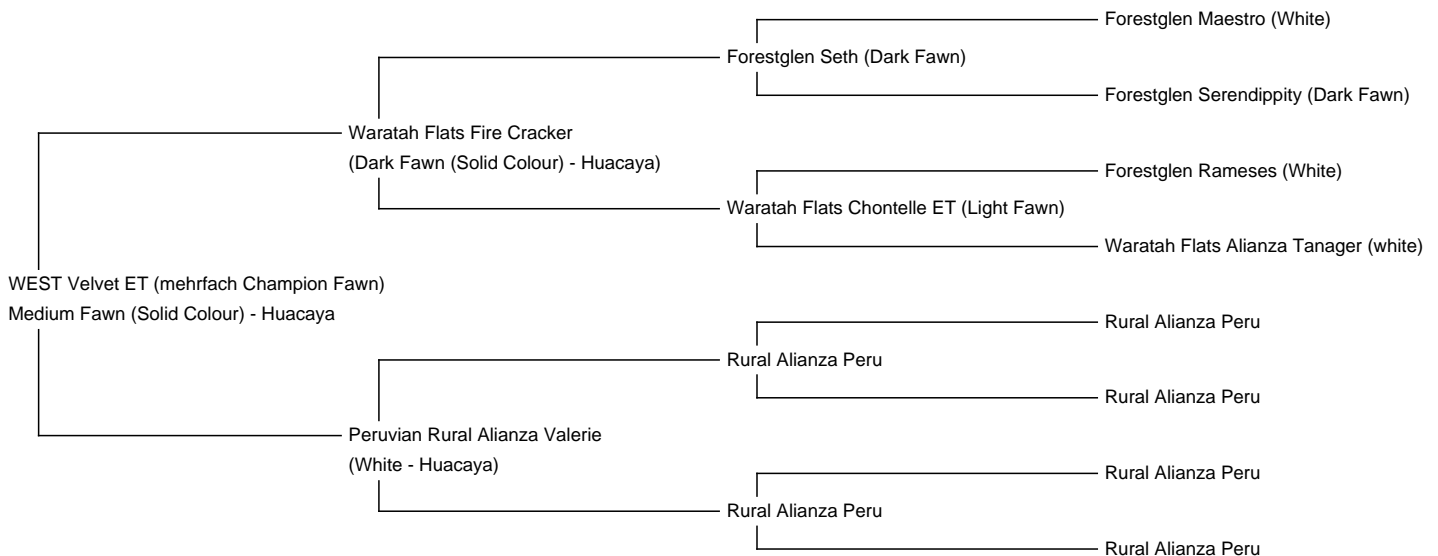 Forestglen Maestro (White)
Forestglen Seth (Dark Fawn)
Forestglen Serendippity (Dark Fawn)
Waratah Flats Fire Cracker
(Dark Fawn (Solid Colour) - Huacaya)
Forestglen Rameses (White)
Waratah Flats Chontelle ET (Light Fawn)
Waratah Flats Alianza Tanager (white)
WEST Velvet ET (mehrfach Champion Fawn)
Medium Fawn (Solid Colour) - Huacaya
Rural Alianza Peru
Rural Alianza Peru
Rural Alianza Peru
Peruvian Rural Alianza Valerie
(White - Huacaya)
Rural Alianza Peru
Rural Alianza Peru
Rural Alianza Peru